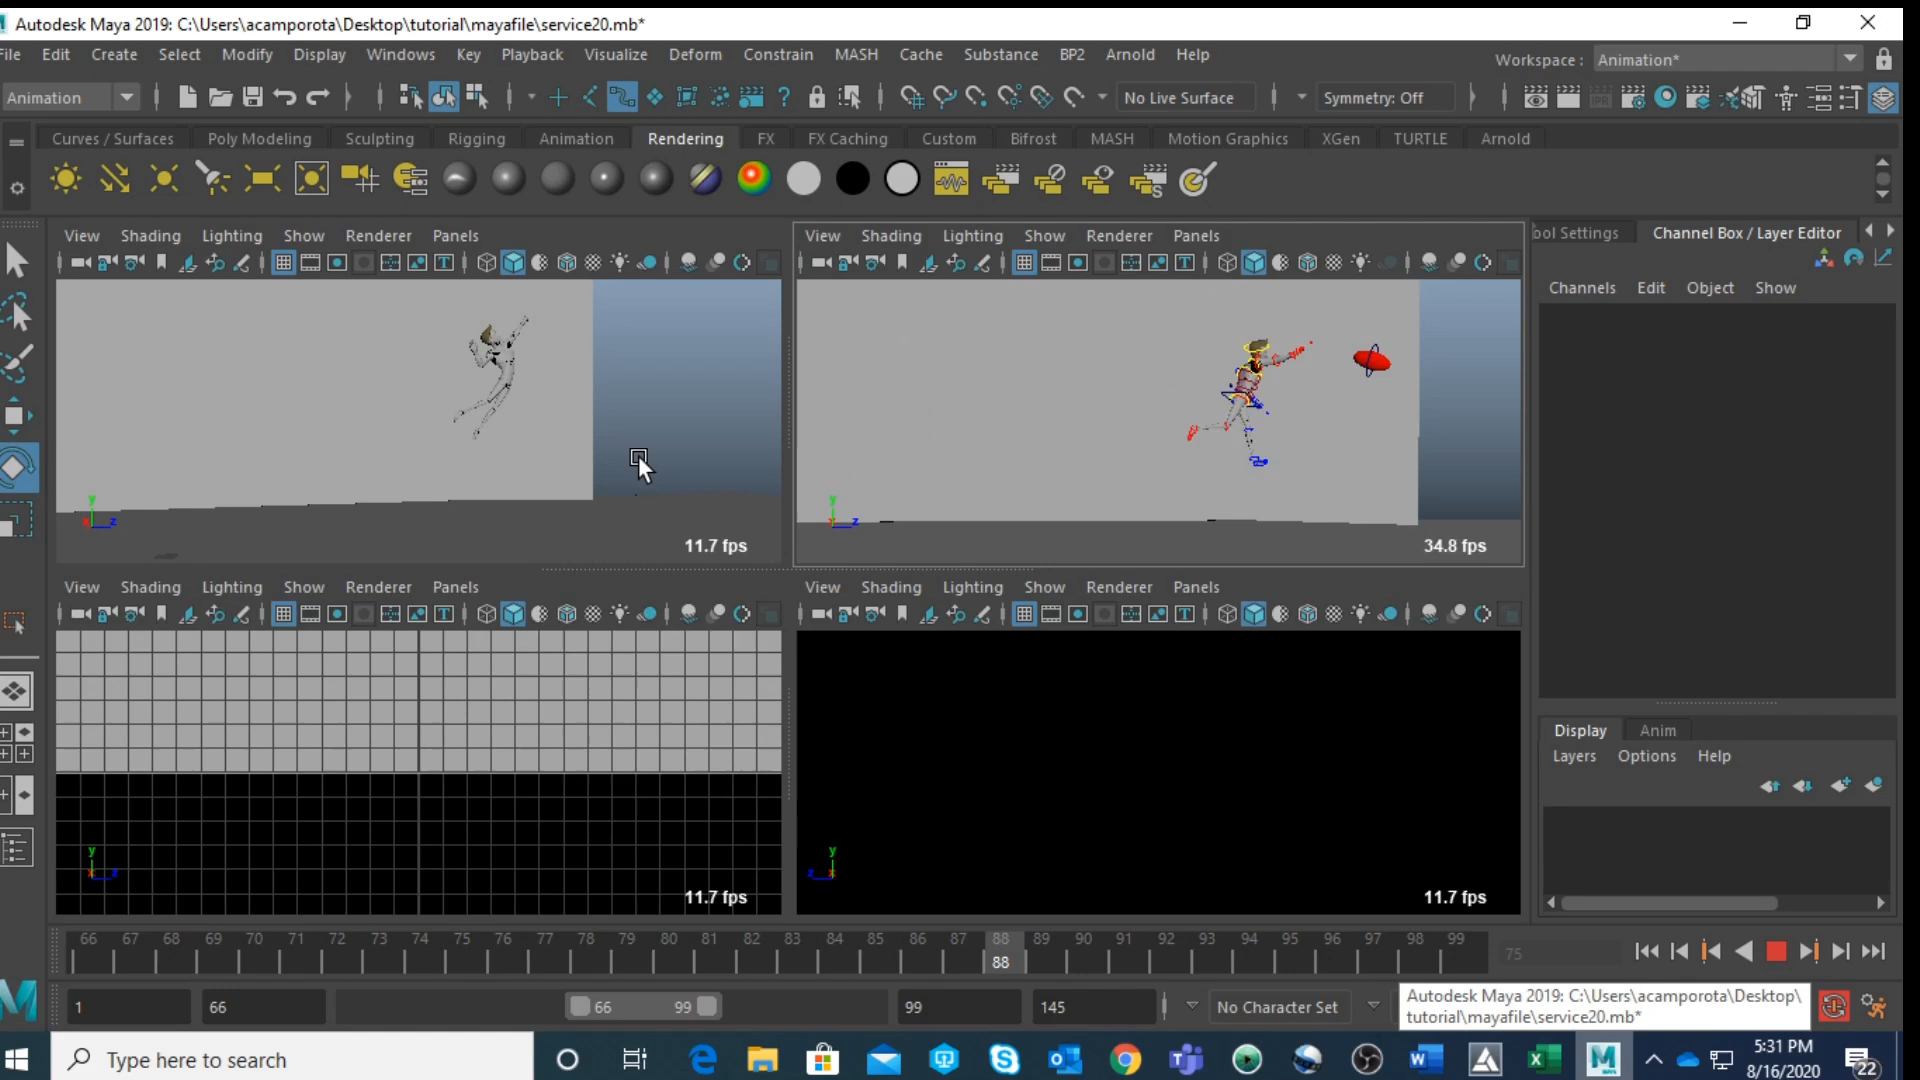 Autodesk Maya 2019: C:\Users\acamporota\Desktop\tutorial\mayafile\service20.mb*
File Edit Create Select Modify Display Windows Key Playback Visualize Deform Constrain MASH Cache Substance BP2 Arnold Help
Workspace : Animation*
Animation No Live Surface Symmetry: Off
Curves / Surfaces Poly Modeling Sculpting Rigging Animation Rendering FX FX Caching Custom Bifrost MASH Motion Graphics XGen TURTLE Arnold
View Shading Lighting Show Renderer Panels
View Shading Lighting Show Renderer Panels
ool Settings Channel Box / Layer Editor
Channels Edit Object Show
y
x z
11.7 fps
y
z
34.8 fps
View Shading Lighting Show Renderer Panels
View Shading Lighting Show Renderer Panels
y
x z
11.7 fps
y
z x
11.7 fps
Display Anim
Layers Options Help
66 67 68 69 70 71 72 73 74 75 76 77 78 79 80 81 82 83 84 85 86 87 88 89 90 91 92 93 94 95 96 97 98 99
88
75
1 66 66 99 99 145 No Character Set
Autodesk Maya 2019: C:\Users\acamporota\Desktop\
tutorial\mayafile\service20.mb*
Type here to search
5:31 PM
8/16/2020
22